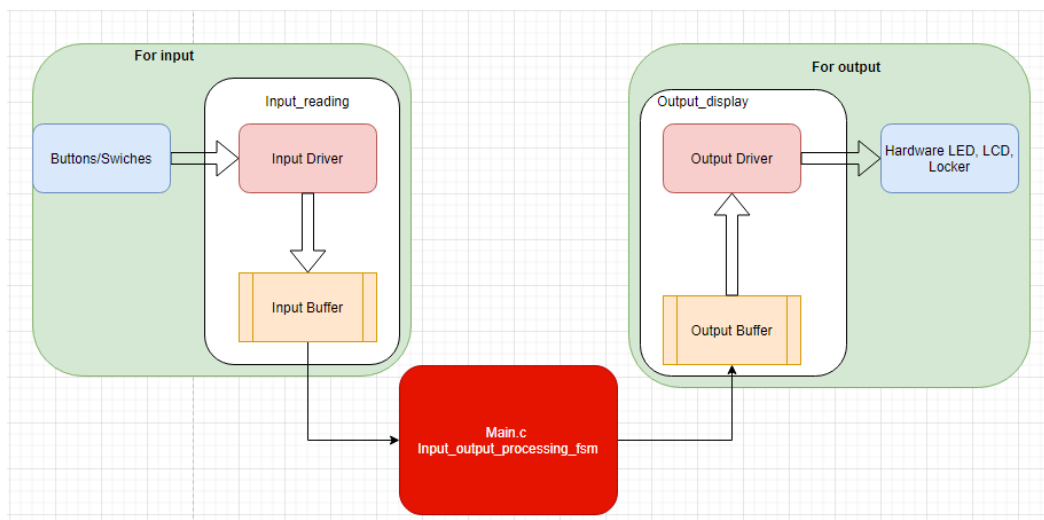 For input
Input_reading
Buttons/Swiches
Input Driver
Input Buffer
Main.c
Input_output_processing_fsm
For output
Output_display
Output Driver
Hardware LED, LCD,
Locker
Output Buffer